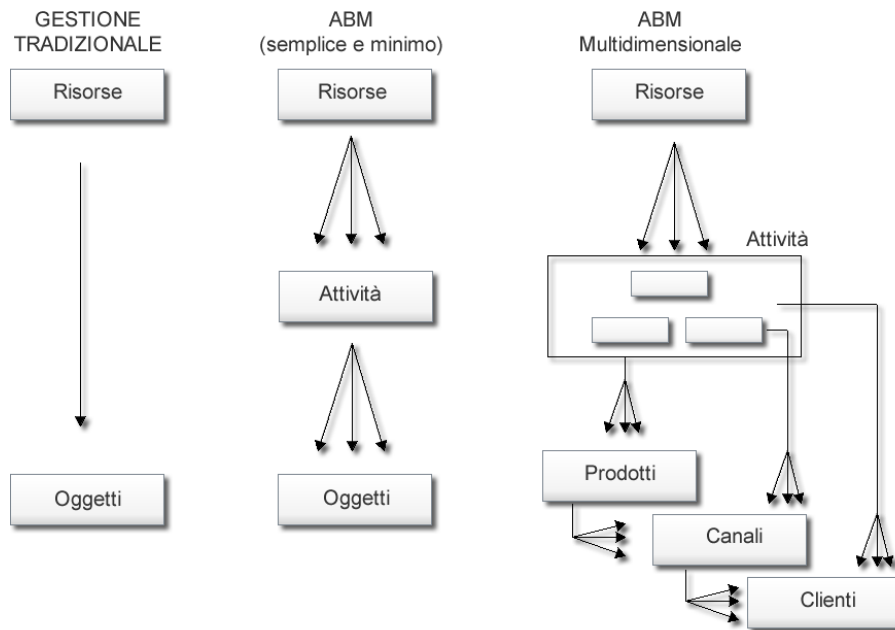 GESTIONE
TRADIZIONALE
Risorse
Oggetti
ABM
(semplice e minimo)
Risorse
Attività
Oggetti
ABM
Multidimensionale
Risorse
Attività
Prodotti
Canali
Clienti